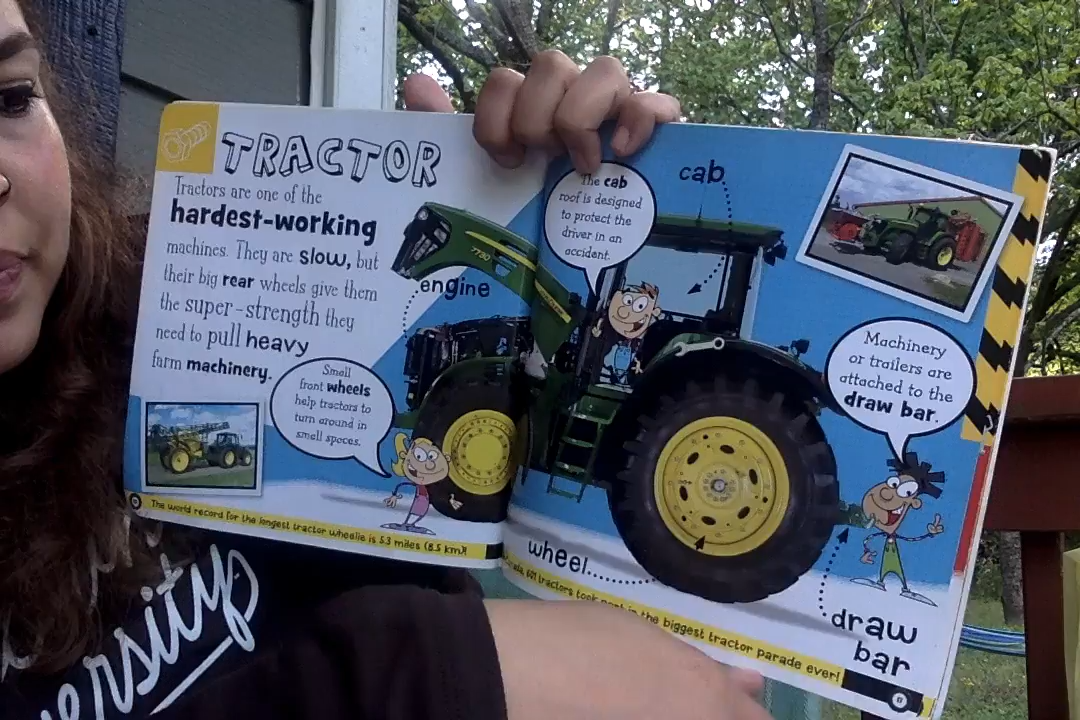 TRACTOR
Tractors are one of the
hardest-working
machines. They are slow, but
their big rear wheels give them
the super-strength they
need to pull heavy
farm machinery.
Small
front wheels
help tractors to
turn around in
small spaces.
The world record for the longest tractor wheelie is 5.3 miles (8.5 km)!
engine
7730
The cab
roof is designed
to protect the
driver in an
accident.
cab
Machinery
or trailers are
attached to the
draw bar.
wheel
draw
bar
621 tractors took part in the biggest tractor parade ever!
ersity